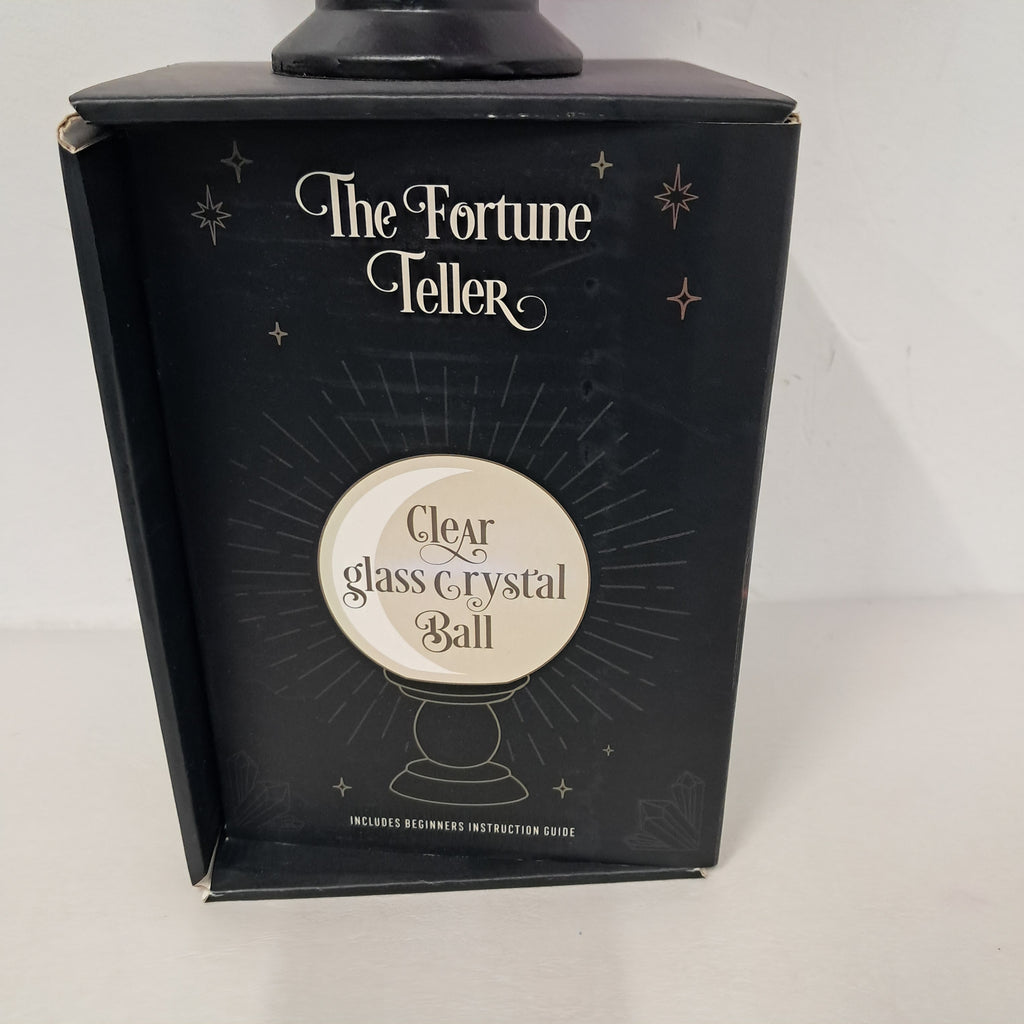 The Fortune
Teller
Clear
glass crystal
Ball
INCLUDES BEGINNERS INSTRUCTION GUIDE